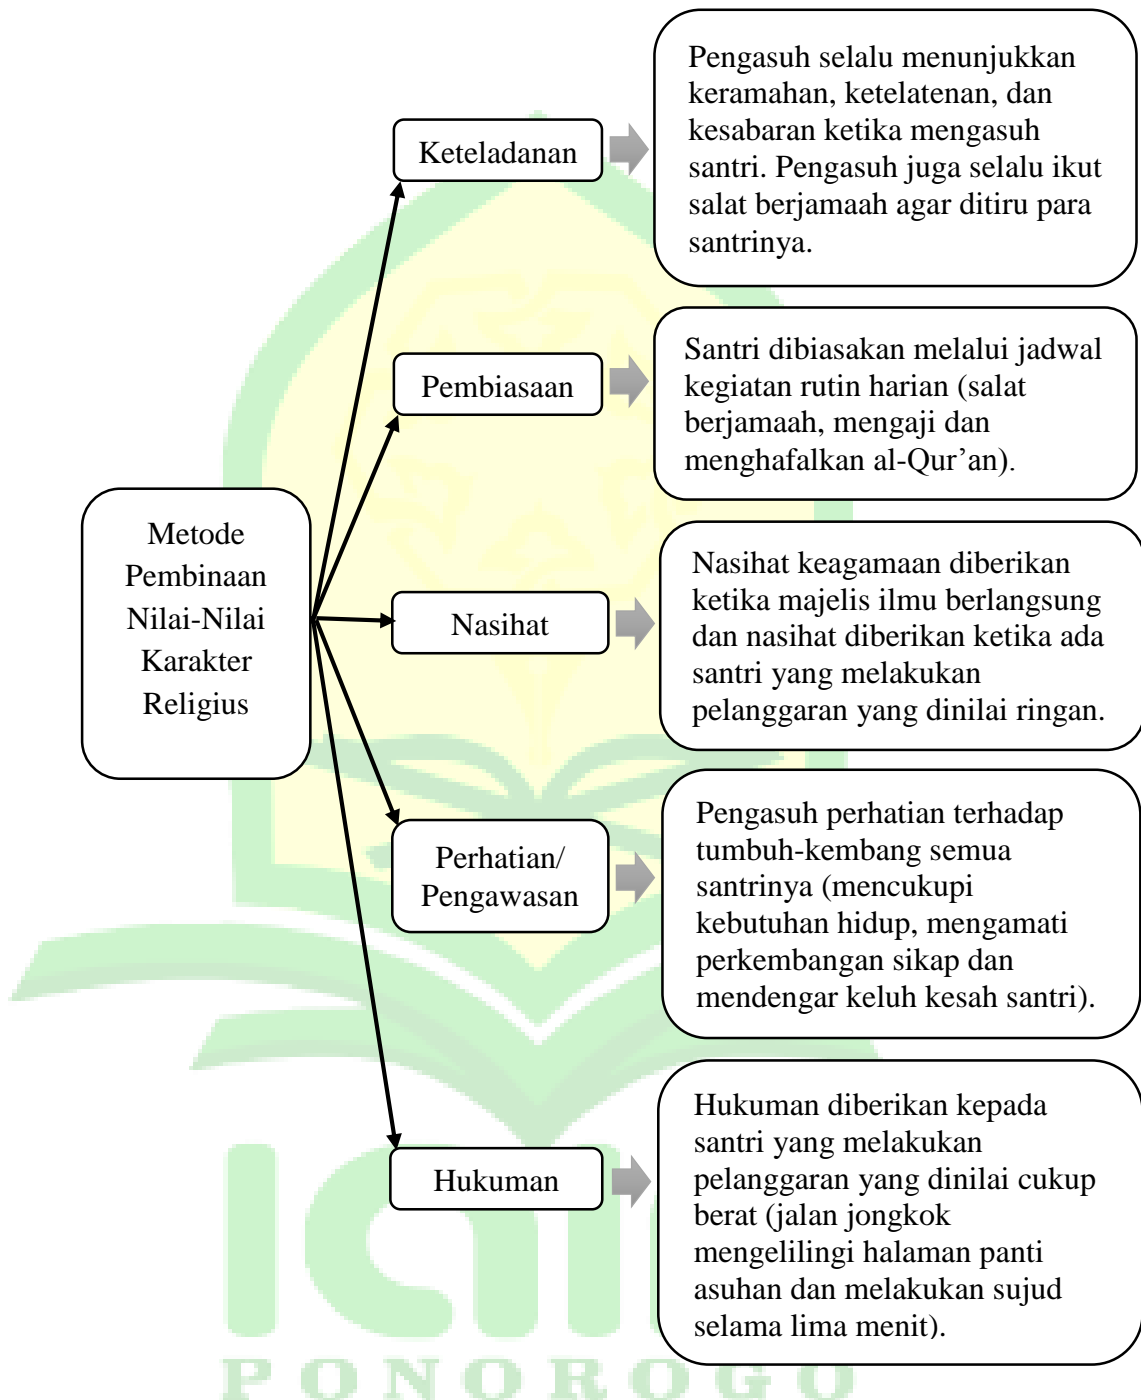 Metode
Pembinaan
Nilai-Nilai
Karakter
Religius
Keteladanan
Pengasuh selalu menunjukkan
keramahan, ketelatenan, dan
kesabaran ketika mengasuh
santri. Pengasuh juga selalu ikut
salat berjamaah agar ditiru para
santrinya.
Pembiasaan
Santri dibiasakan melalui jadwal
kegiatan rutin harian (salat
berjamaah, mengaji dan
menghafalkan al-Qur’an).
Nasihat
Nasihat keagamaan diberikan
ketika majelis ilmu berlangsung
dan nasihat diberikan ketika ada
santri yang melakukan
pelanggaran yang dinilai ringan.
Perhatian/
Pengawasan
Pengasuh perhatian terhadap
tumbuh-kembang semua
santrinya (mencukupi
kebutuhan hidup, mengamati
perkembangan sikap dan
mendengar keluh kesah santri).
Hukuman
Hukuman diberikan kepada
santri yang melakukan
pelanggaran yang dinilai cukup
berat (jalan jongkok
mengelilingi halaman panti
asuhan dan melakukan sujud
selama lima menit).
PONOROGO